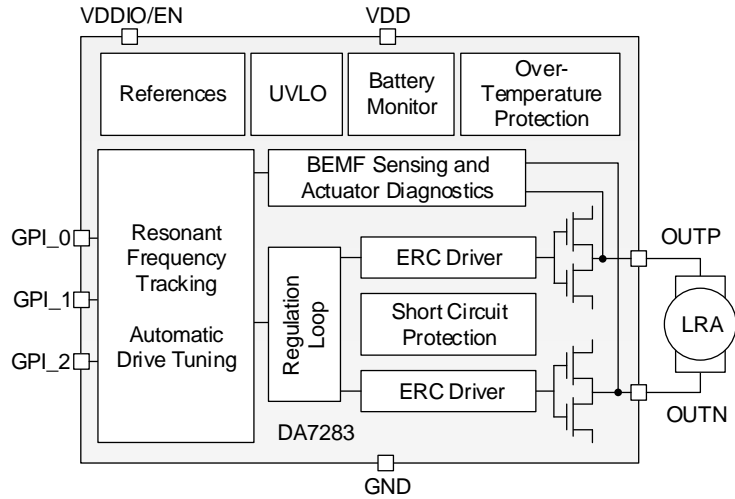 VDDIO/EN
VDD
References
UVLO
Battery
Monitor
Over-
Temperature
Protection
BEMF Sensing and
Actuator Diagnostics
GPI_0
GPI_1
GPI_2
Resonant
Frequency
Tracking
Automatic
Drive Tuning
Regulation
Loop
ERC Driver
Short Circuit
Protection
ERC Driver
OUTP
LRA
OUTN
DA7283
GND